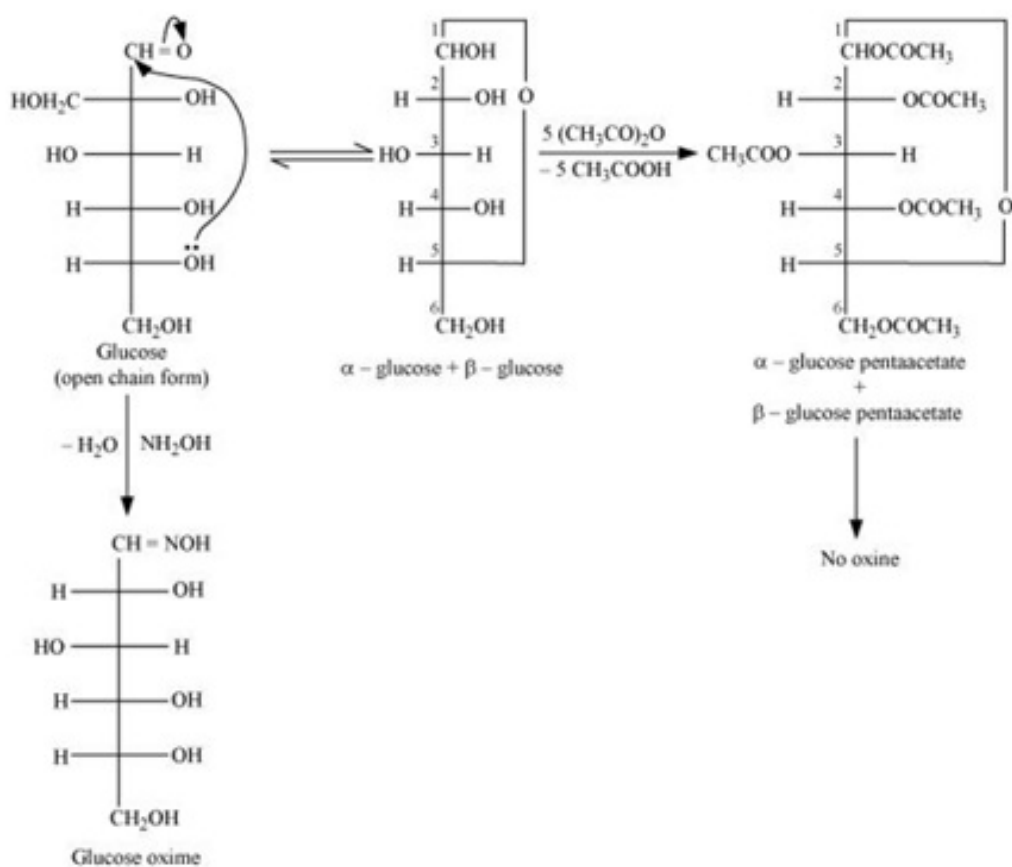 CH = O
HOH₂C OH
HO H
H OH
H OH
CH₂OH
Glucose
(open chain form)
– H₂O NH₂OH
CH = NOH
H OH
HO H
H OH
H OH
CH₂OH
Glucose oxime
1
CHOH
2
H OH O
3
HO H
4
H OH
5
H
6
CH₂OH
α – glucose + β – glucose
5 (CH₃CO)₂O
– 5 CH₃COOH
1
CHOCOCH₃
2
H OCOCH₃
3
CH₃COO H
4
H OCOCH₃ O
5
H
6
CH₂OCOCH₃
α – glucose pentaacetate
+
β – glucose pentaacetate
No oxine